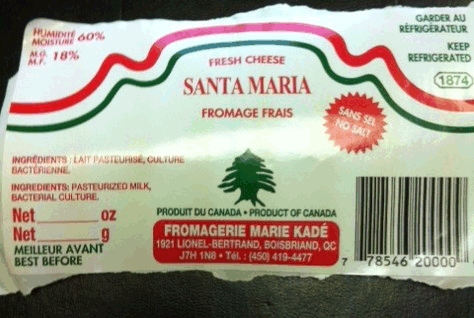 HUMIDITÉ
MOISTURE 60%
M.G.
M.F. 18%
GARDER AU
RÉFRIGÉRATEUR
KEEP
REFRIGERATED
1874
FRESH CHEESE
SANTA MARIA
FROMAGE FRAIS
SANS SEL
NO SALT
INGRÉDIENTS : LAIT PASTEURISÉ, CULTURE
BACTÉRIENNE.
INGREDIENTS: PASTEURIZED MILK,
BACTERIAL CULTURE.
Net________ oz
Net________ g
MEILLEUR AVANT
BEST BEFORE
PRODUIT DU CANADA • PRODUCT OF CANADA
FROMAGERIE MARIE KADÉ
1921 LIONEL-BERTRAND, BOISBRIAND, QC
J7H 1N8 • Tél. : (450) 419-4477
7 78546 20000